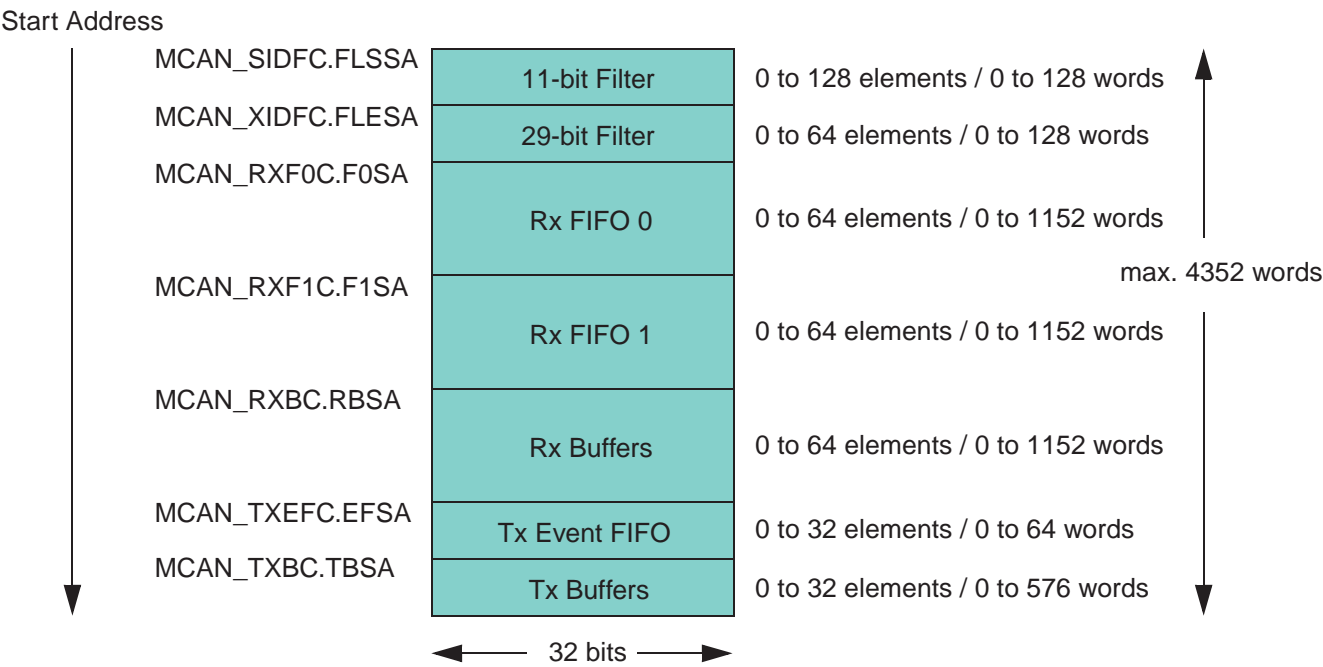 Start Address
MCAN_SIDFC.FLSSA
11-bit Filter
0 to 128 elements / 0 to 128 words
MCAN_XIDFC.FLESA
29-bit Filter
0 to 64 elements / 0 to 128 words
MCAN_RXF0C.F0SA
Rx FIFO 0
0 to 64 elements / 0 to 1152 words
max. 4352 words
MCAN_RXF1C.F1SA
Rx FIFO 1
0 to 64 elements / 0 to 1152 words
MCAN_RXBC.RBSA
Rx Buffers
0 to 64 elements / 0 to 1152 words
MCAN_TXEFC.EFSA
Tx Event FIFO
0 to 32 elements / 0 to 64 words
MCAN_TXBC.TBSA
Tx Buffers
0 to 32 elements / 0 to 576 words
32 bits